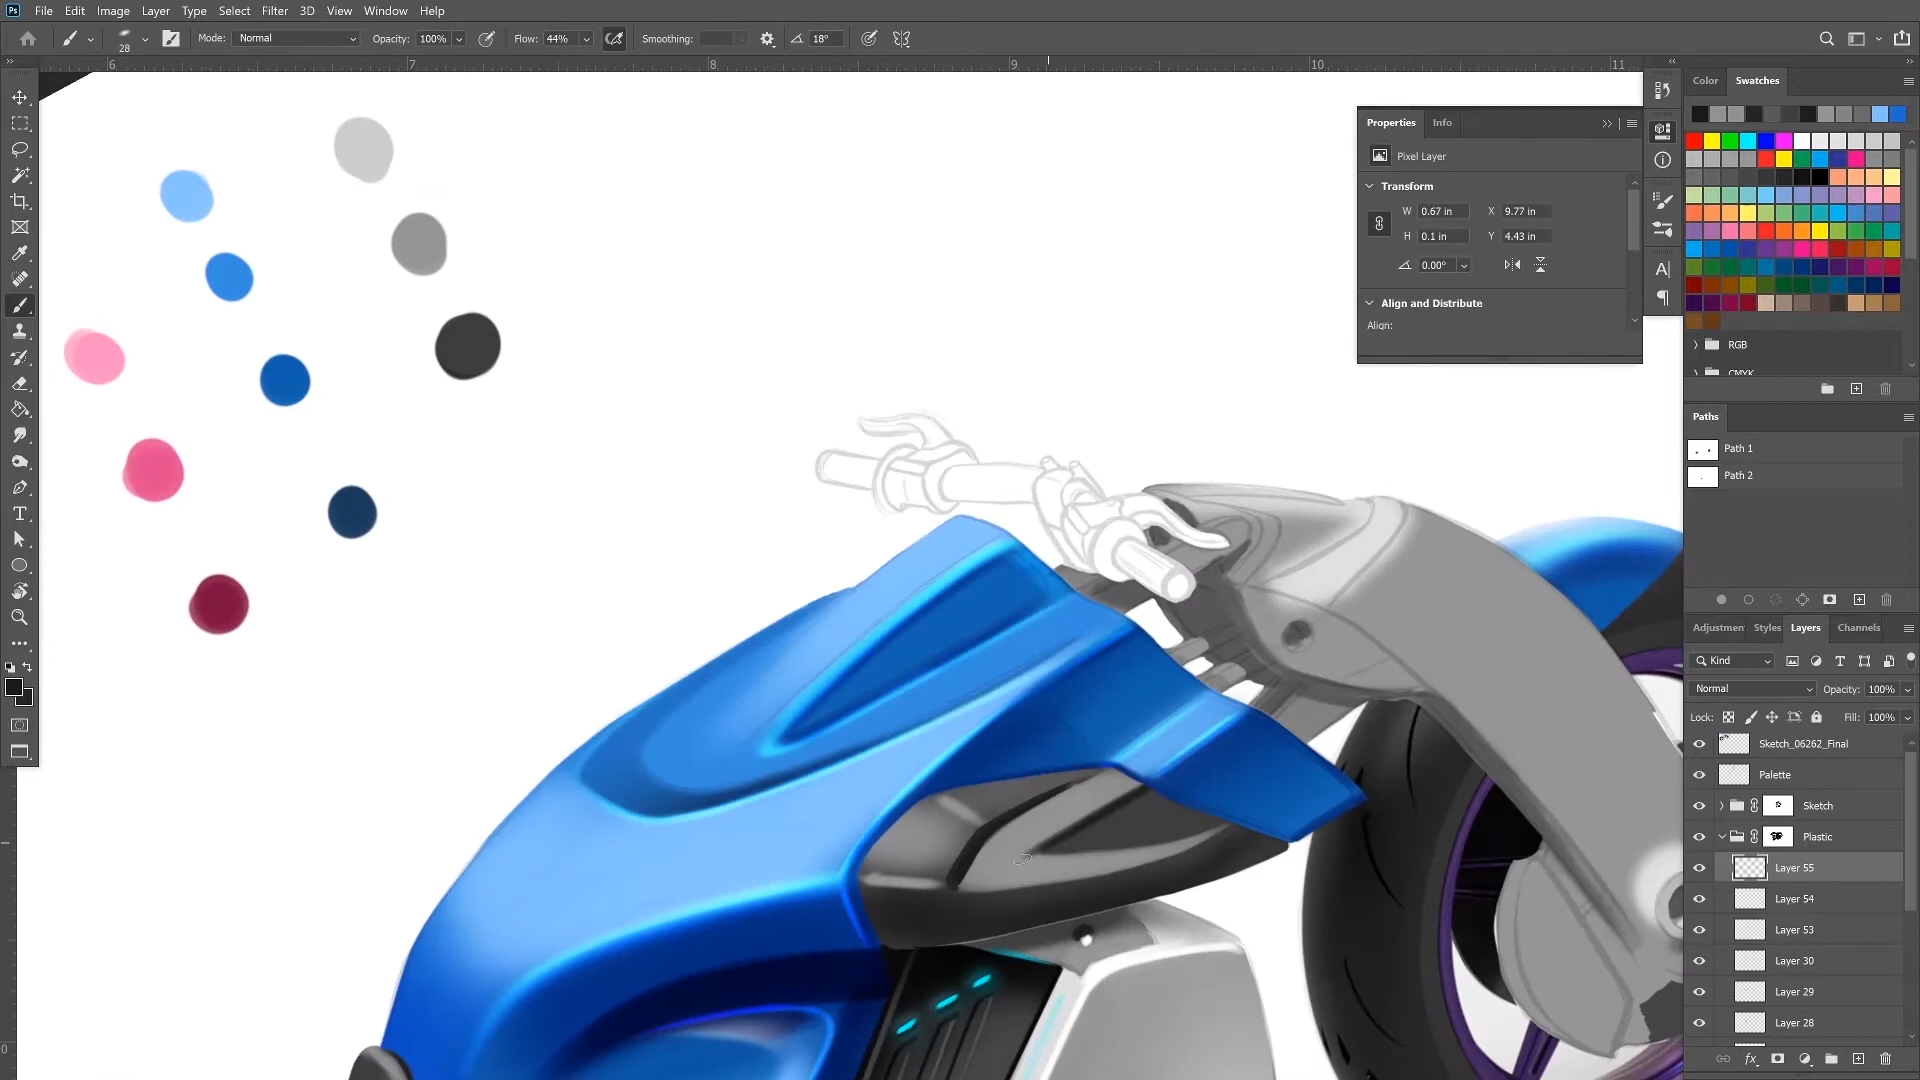 Ps File Edit Image Layer Type Select Filter 3D View Window Help
28 Mode: Normal Opacity: 100% Flow: 44% Smoothing: 18°
6 7 8 9 10 11
Color Swatches
Properties Info
Pixel Layer
Transform
W 0.67 in X 9.77 in
H 0.1 in Y 4.43 in
0.00°
Align and Distribute
Align:
RGB
CMYK
Paths
Path 1
Path 2
Adjustmen Styles Layers Channels
Kind
Normal Opacity: 100%
Lock: Fill: 100%
Sketch_06262_Final
Palette
Sketch
Plastic
Layer 55
Layer 54
Layer 53
Layer 30
Layer 29
Layer 28
0